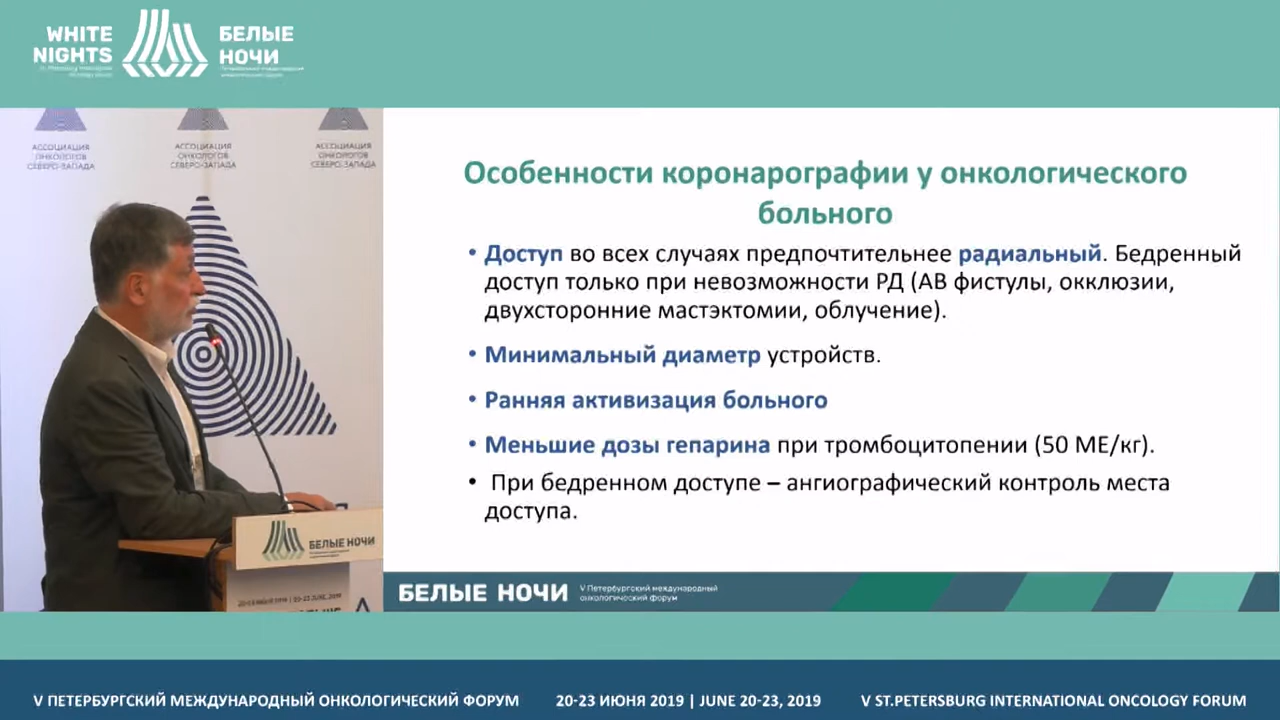 WHITE
NIGHTS
БЕЛЫЕ
НОЧИ
АССОЦИАЦИЯ
ОНКОЛОГОВ
СЕВЕРО-ЗАПАДА
АССОЦИАЦИЯ
ОНКОЛОГОВ
СЕВЕРО-ЗАПАДА
АССОЦИАЦИЯ
ОНКОЛОГОВ
СЕВЕРО-ЗАПАДА
Особенности коронарографии у онкологического
больного
• Доступ во всех случаях предпочтительнее радиальный. Бедренный
доступ только при невозможности РД (АВ фистулы, окклюзии,
двухсторонние мастэктомии, облучение).
• Минимальный диаметр устройств.
• Ранняя активизация больного
• Меньшие дозы гепарина при тромбоцитопении (50 МЕ/кг).
• При бедренном доступе – ангиографический контроль места
доступа.
БЕЛЫЕ НОЧИ
БЕЛЫЕ НОЧИ
V Петербургский международный
онкологический форум
V ПЕТЕРБУРГСКИЙ МЕЖДУНАРОДНЫЙ ОНКОЛОГИЧЕСКИЙ ФОРУМ
20-23 ИЮНЯ 2019 | JUNE 20-23, 2019
V ST.PETERSBURG INTERNATIONAL ONCOLOGY FORUM